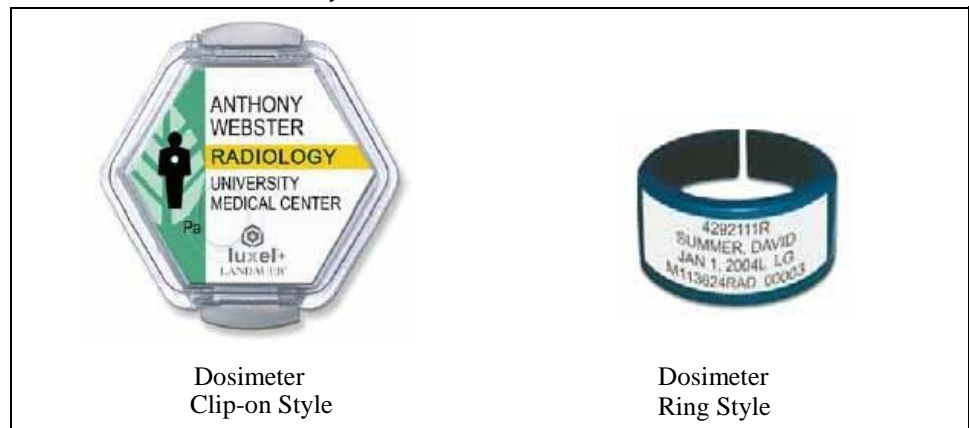 ANTHONY
WEBSTER
RADIOLOGY
UNIVERSITY
MEDICAL CENTER
Pa
luxel+
LANDAUER
4292111R
SUMMER, DAVID
JAN 1, 2004L LG
M113624RAD 00003
Dosimeter
Clip-on Style
Dosimeter
Ring Style